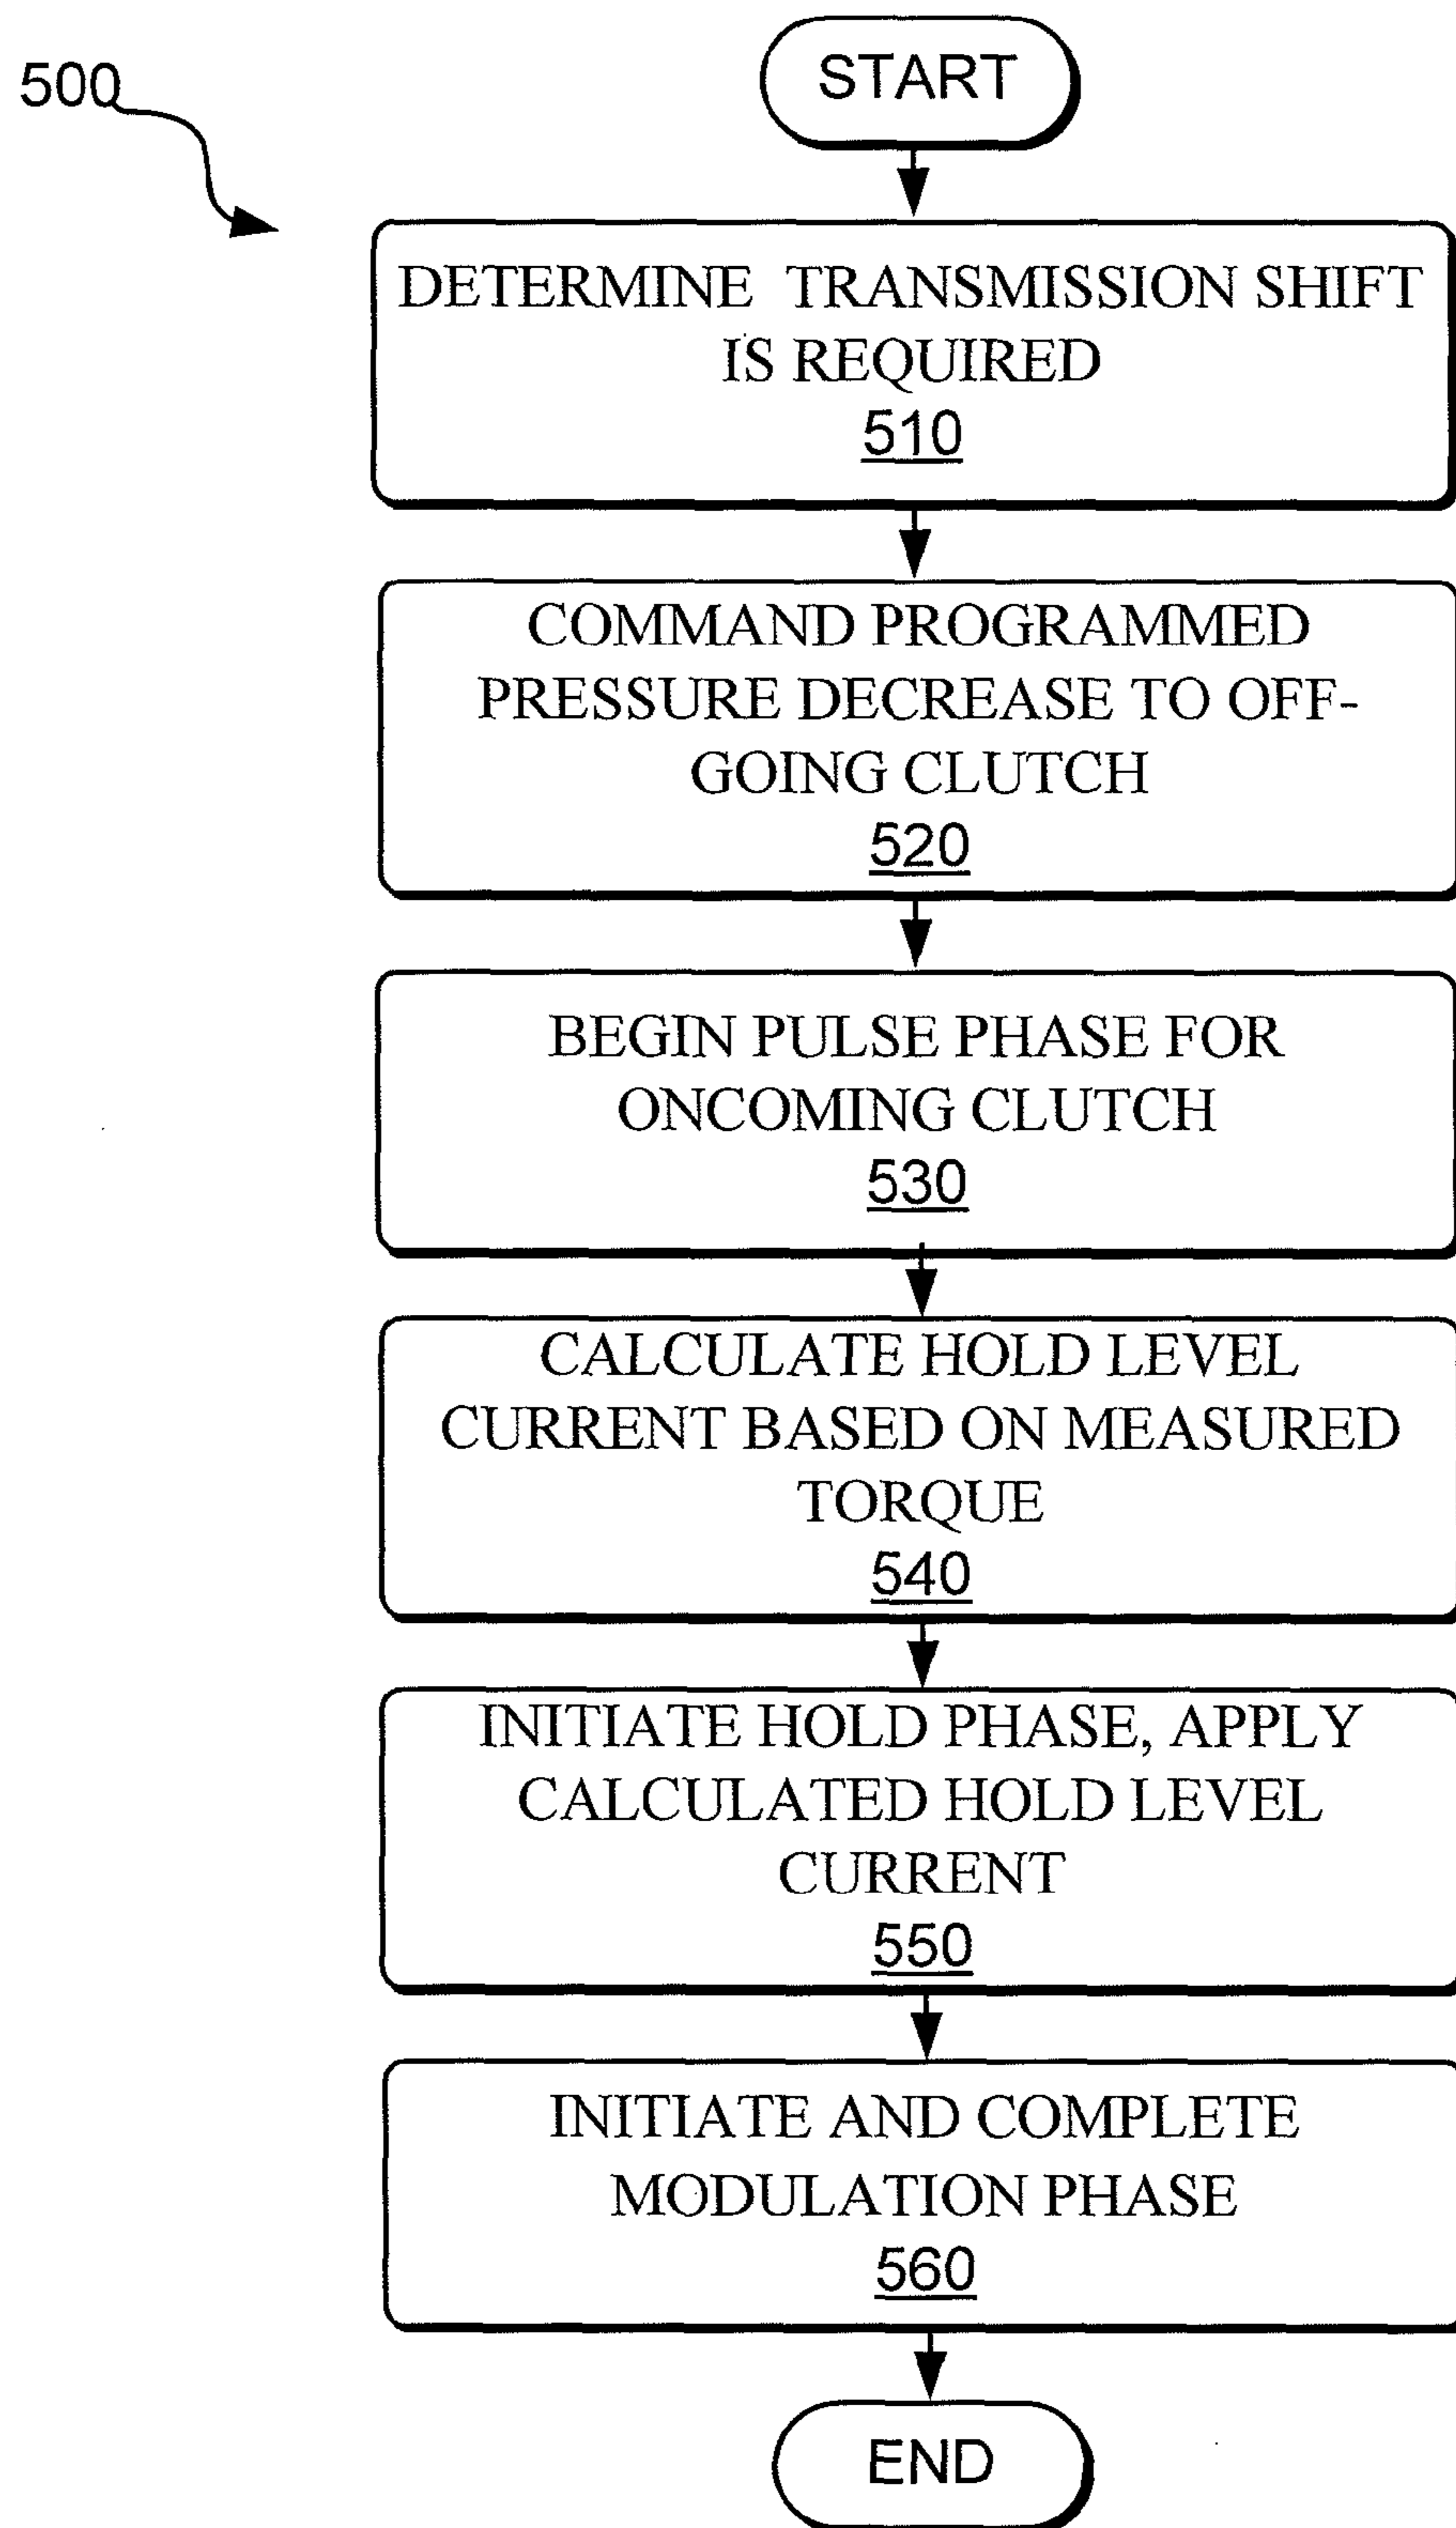 500
START
DETERMINE TRANSMISSION SHIFT
IS REQUIRED
510
COMMAND PROGRAMMED
PRESSURE DECREASE TO OFF-
GOING CLUTCH
520
BEGIN PULSE PHASE FOR
ONCOMING CLUTCH
530
CALCULATE HOLD LEVEL
CURRENT BASED ON MEASURED
TORQUE
540
INITIATE HOLD PHASE, APPLY
CALCULATED HOLD LEVEL
CURRENT
550
INITIATE AND COMPLETE
MODULATION PHASE
560
END